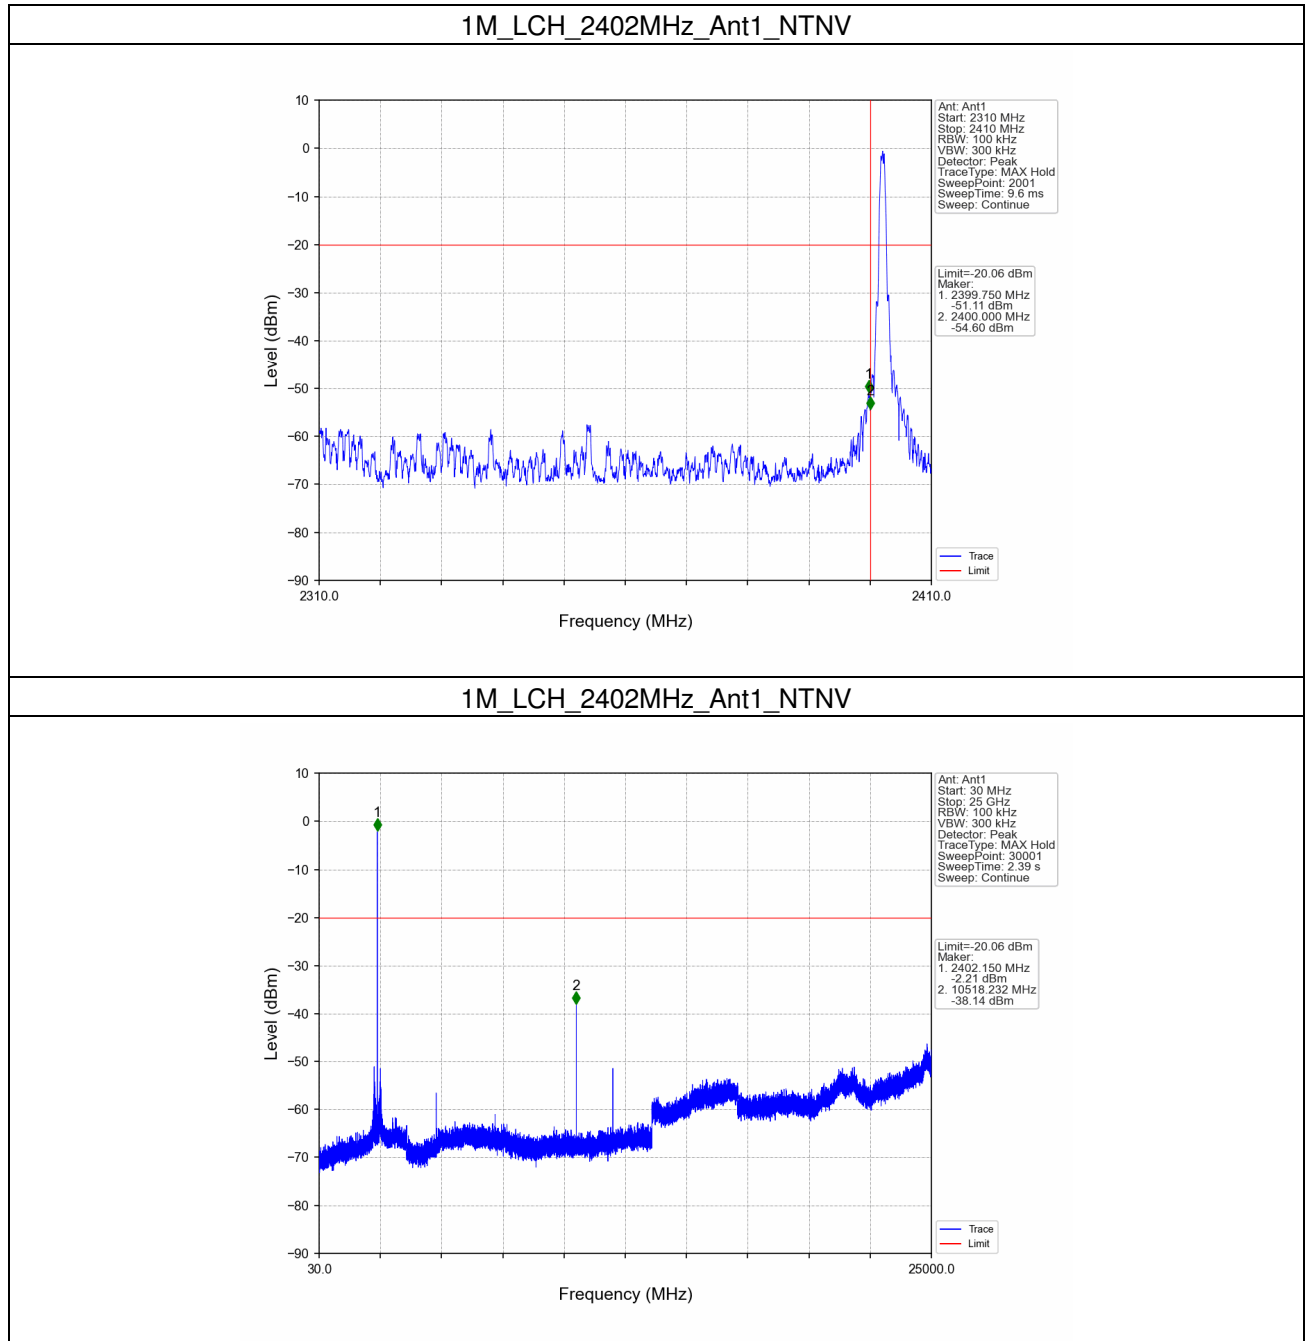 1M_LCH_2402MHz_Ant1_NTNV
10
0
−10
−20
−30
−40
−50
−60
−70
−80
−90
Level (dBm)
2310.0
2410.0
Frequency (MHz)
1
2
Ant: Ant1
Start: 2310 MHz
Stop: 2410 MHz
RBW: 100 kHz
VBW: 300 kHz
Detector: Peak
TraceType: MAX Hold
SweepPoint: 2001
SweepTime: 9.6 ms
Sweep: Continue
Limit=-20.06 dBm
Maker:
1. 2399.750 MHz
-51.11 dBm
2. 2400.000 MHz
-54.60 dBm
Trace
Limit
1M_LCH_2402MHz_Ant1_NTNV
10
0
−10
−20
−30
−40
−50
−60
−70
−80
−90
Level (dBm)
30.0
25000.0
Frequency (MHz)
1
2
Ant: Ant1
Start: 30 MHz
Stop: 25 GHz
RBW: 100 kHz
VBW: 300 kHz
Detector: Peak
TraceType: MAX Hold
SweepPoint: 30001
SweepTime: 2.39 s
Sweep: Continue
Limit=-20.06 dBm
Maker:
1. 2402.150 MHz
-2.21 dBm
2. 10518.232 MHz
-38.14 dBm
Trace
Limit